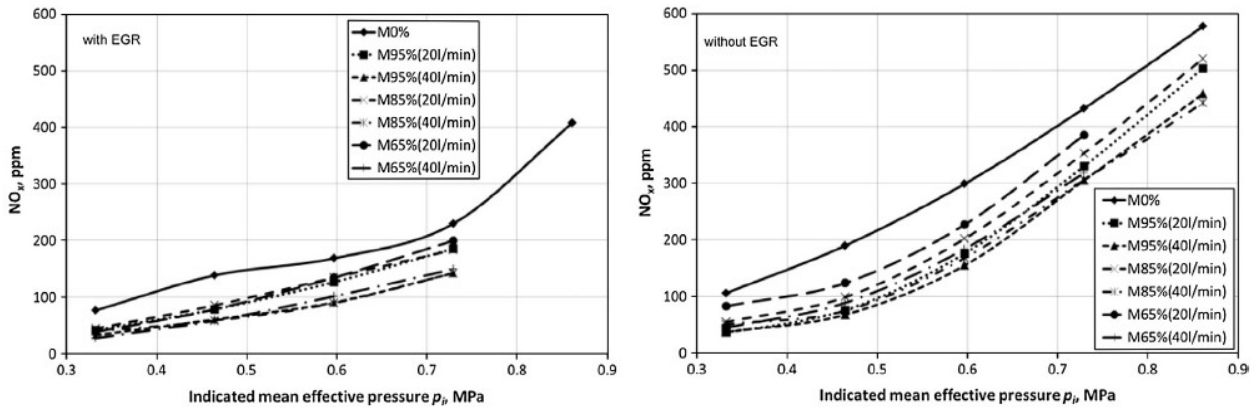 600
500
400
300
200
100
0
NOx, ppm
with EGR
M0%
M95%(20l/min)
M95%(40l/min)
M85%(20l/min)
M85%(40l/min)
M65%(20l/min)
M65%(40l/min)
0.3 0.4 0.5 0.6 0.7 0.8 0.9
Indicated mean effective pressure pi, MPa
600
500
400
300
200
100
0
NOx, ppm
without EGR
M0%
M95%(20l/min)
M95%(40l/min)
M85%(20l/min)
M85%(40l/min)
M65%(20l/min)
M65%(40l/min)
0.3 0.4 0.5 0.6 0.7 0.8 0.9
Indicated mean effective pressure pi, MPa